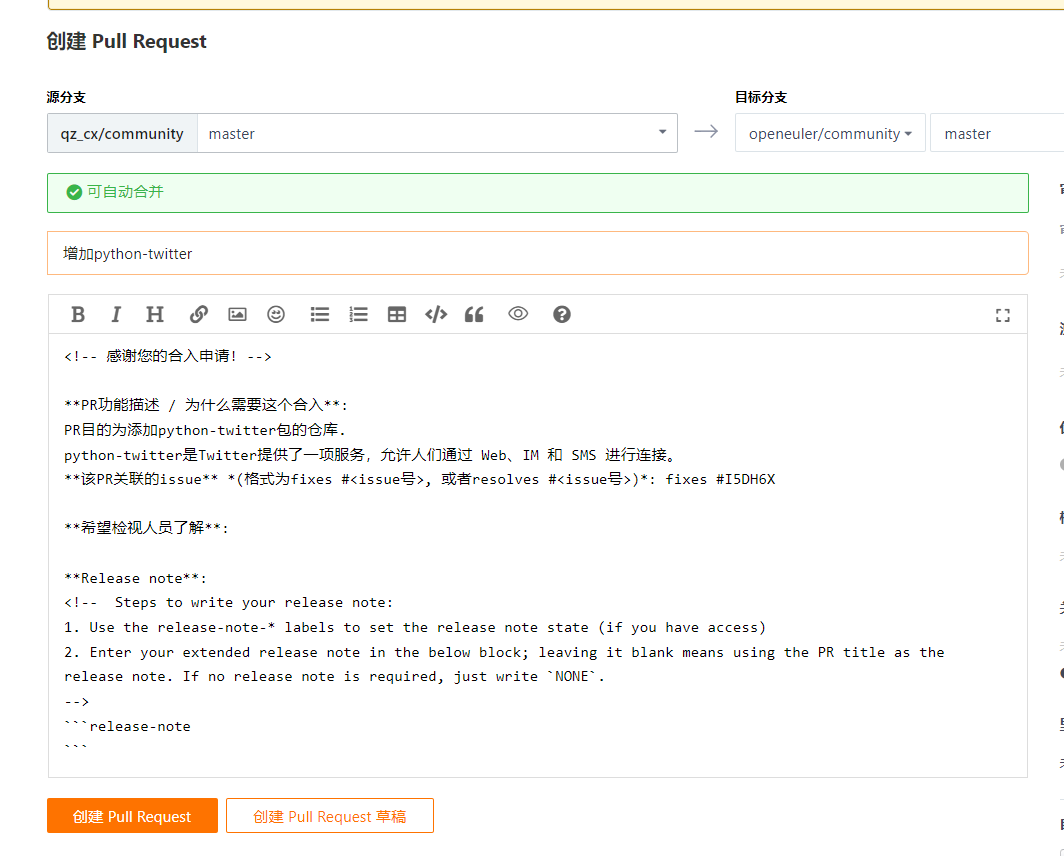 创建 Pull Request
源分支
目标分支
qz_cx/community
master
openeuler/community
master
可自动合并
增加python-twitter
<!-- 感谢您的合入申请! -->
**PR功能描述 / 为什么需要这个合入**:
PR目的为添加python-twitter包的仓库.
python-twitter是Twitter提供了一项服务，允许人们通过 Web、IM 和 SMS 进行连接。
**该PR关联的issue** *(格式为fixes #<issue号>, 或者resolves #<issue号>)*: fixes #I5DH6X
**希望检视人员了解**:
**Release note**:
<!--  Steps to write your release note:
1. Use the release-note-* labels to set the release note state (if you have access)
2. Enter your extended release note in the below block; leaving it blank means using the PR title as the
release note. If no release note is required, just write `NONE`.
-->
```release-note
```
创建 Pull Request
创建 Pull Request 草稿